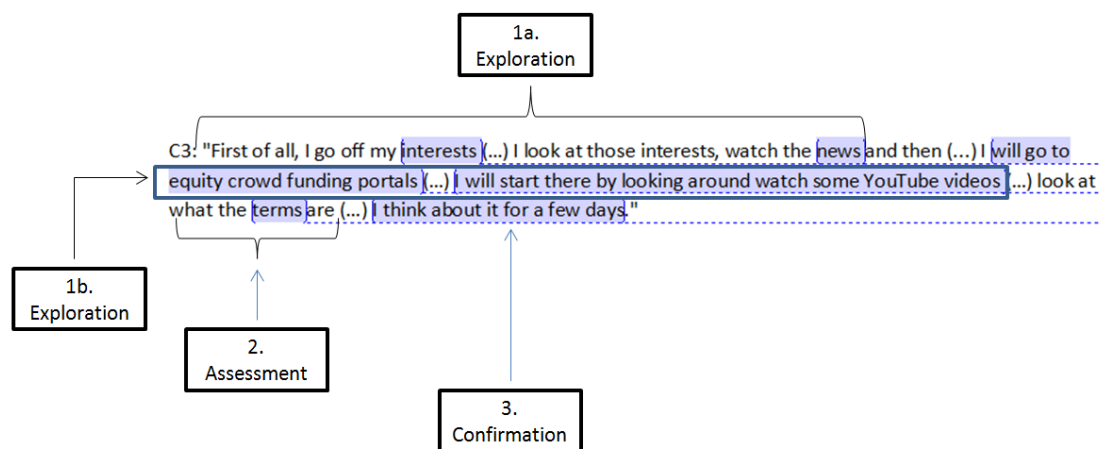 1a.
Exploration
C3: "First of all, I go off my interests (...) I look at those interests, watch the news and then (...) I will go to
equity crowd funding portals (...) I will start there by looking around watch some YouTube videos (...) look at
what the terms are (...) I think about it for a few days."
1b.
Exploration
2.
Assessment
3.
Confirmation